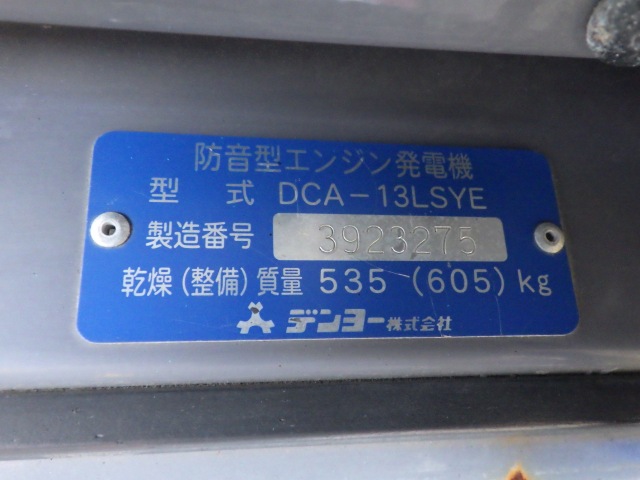 防音型エンジン発電機
型 式 DCA-13LSYE
製造番号 3923275
乾燥(整備)質量 535 (605)kg
デンヨー株式会社